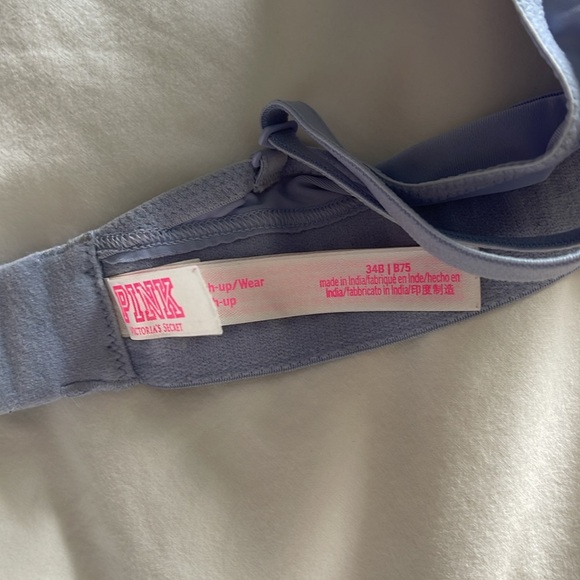 PINK
VICTORIA'S SECRET
h-up/Wear
h-up
34B | B75
made in India/fabriqué en Inde/hecho en
India/fabbricato in India/印度制造